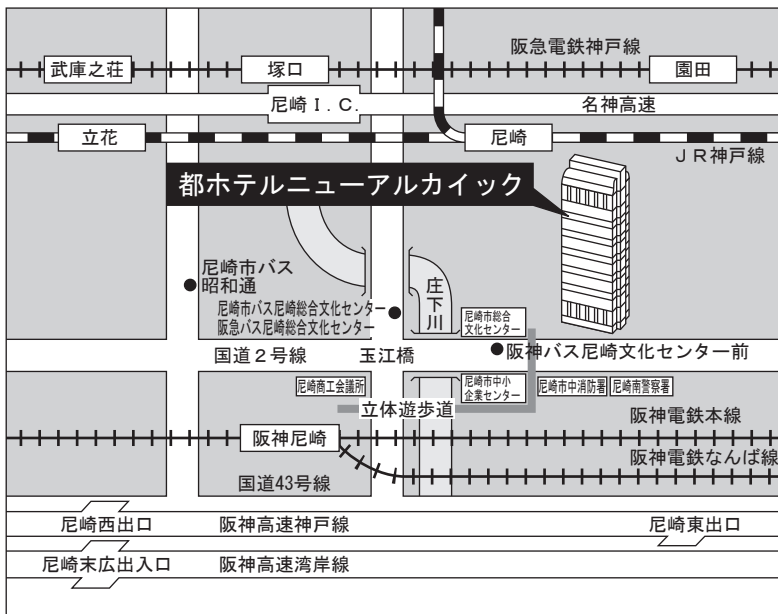 阪急電鉄神戸線
武庫之荘
塚口
園田
尼崎Ｉ．Ｃ．
名神高速
立花
尼崎
ＪＲ神戸線
都ホテルニューアルカイック
尼崎市バス
昭和通
庄下川
尼崎市バス尼崎総合文化センター
阪急バス尼崎総合文化センター
尼崎市総合
文化センター
国道２号線
玉江橋
阪神バス尼崎文化センター前
尼崎商工会議所
尼崎市中小
企業センター
尼崎市中消防署
尼崎南警察署
立体遊歩道
阪神電鉄本線
阪神尼崎
阪神電鉄なんば線
国道43号線
尼崎西出口
阪神高速神戸線
尼崎東出口
尼崎末広出入口
阪神高速湾岸線